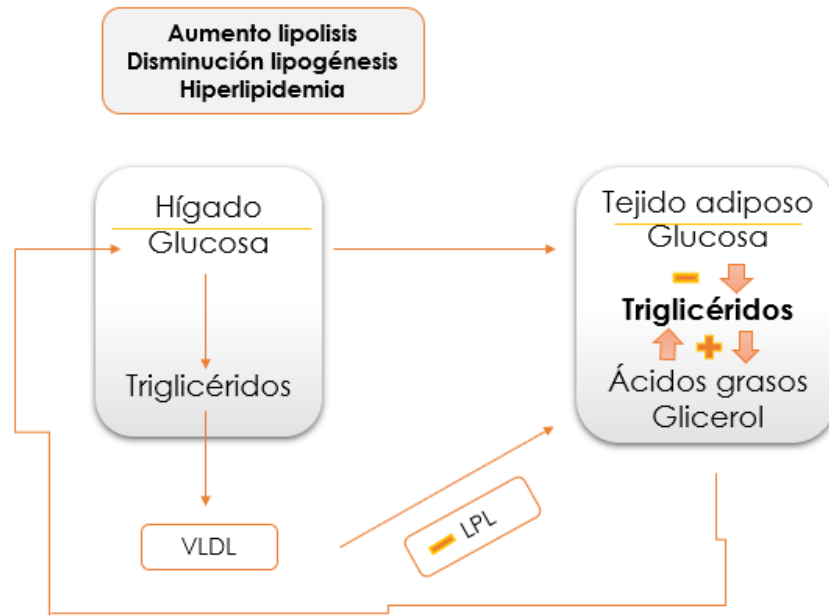 Aumento lipolisis
Disminución lipogénesis
Hiperlipidemia
Hígado
Glucosa
Triglicéridos
VLDL
LPL
Tejido adiposo
Glucosa
Triglicéridos
Ácidos grasos
Glicerol